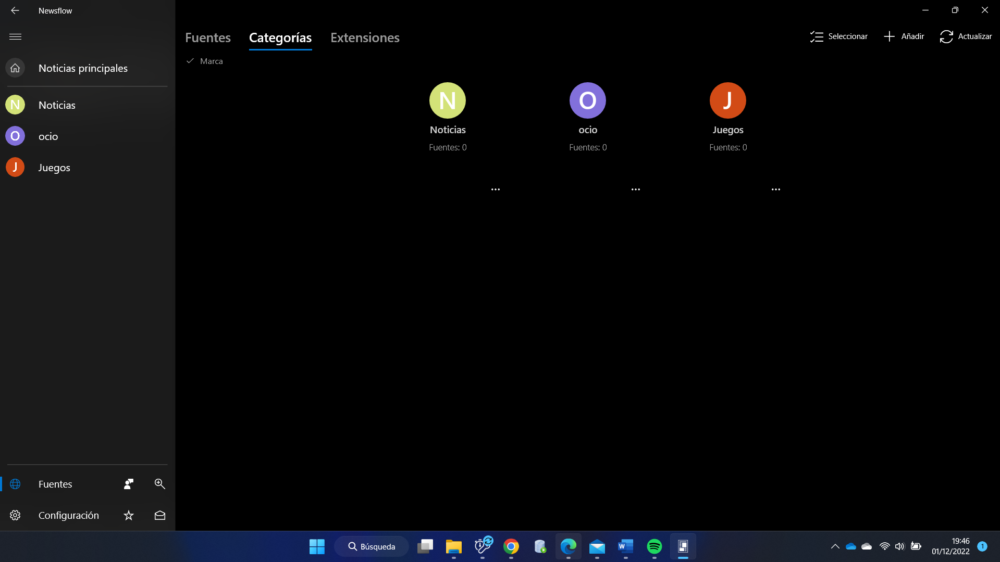 Newsflow
Fuentes Categorías Extensiones
Seleccionar Añadir Actualizar
Marca
Noticias principales
N Noticias
O ocio
J Juegos
N
Noticias
Fuentes: 0
O
ocio
Fuentes: 0
J
Juegos
Fuentes: 0
Fuentes
Configuración
Búsqueda
W
19:46
01/12/2022
1